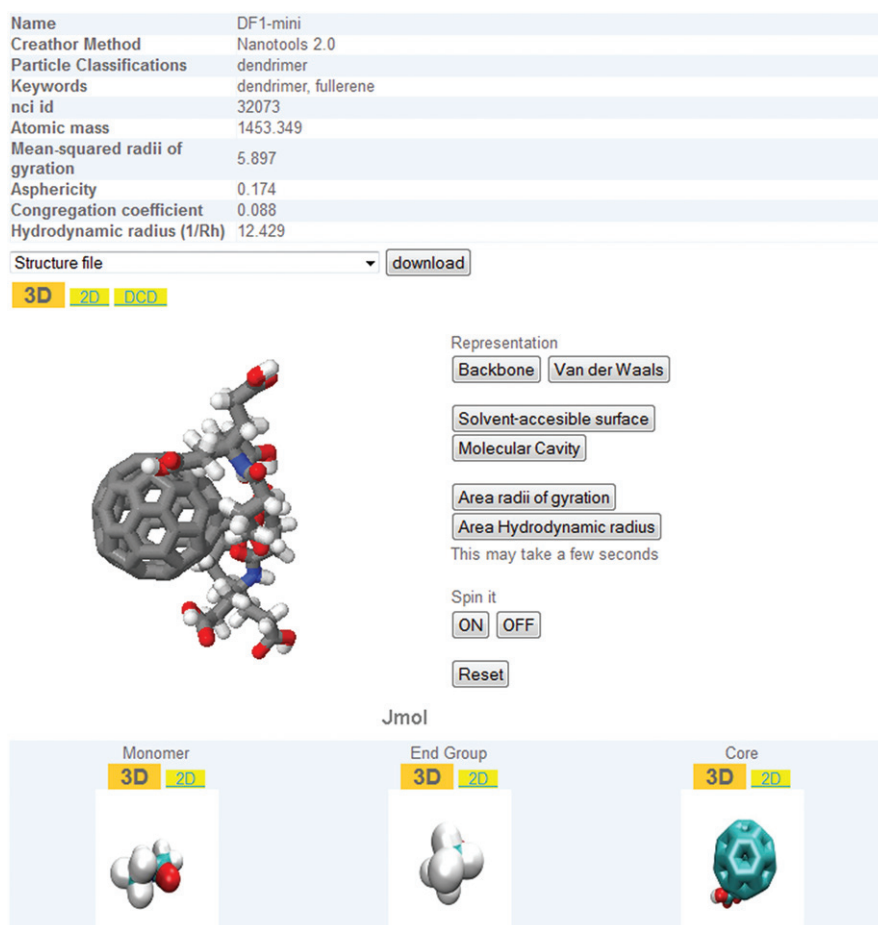 Name DF1-mini
Creathor Method Nanotools 2.0
Particle Classifications dendrimer
Keywords dendrimer, fullerene
nci id 32073
Atomic mass 1453.349
Mean-squared radii of
gyration 5.897
Asphericity 0.174
Congregation coefficient 0.088
Hydrodynamic radius (1/Rh) 12.429
Structure file download
3D 2D DCD
Representation
Backbone Van der Waals
Solvent-accesible surface
Molecular Cavity
Area radii of gyration
Area Hydrodynamic radius
This may take a few seconds
Spin it
ON OFF
Reset
Jmol
Monomer End Group Core
3D 2D 3D 2D 3D 2D